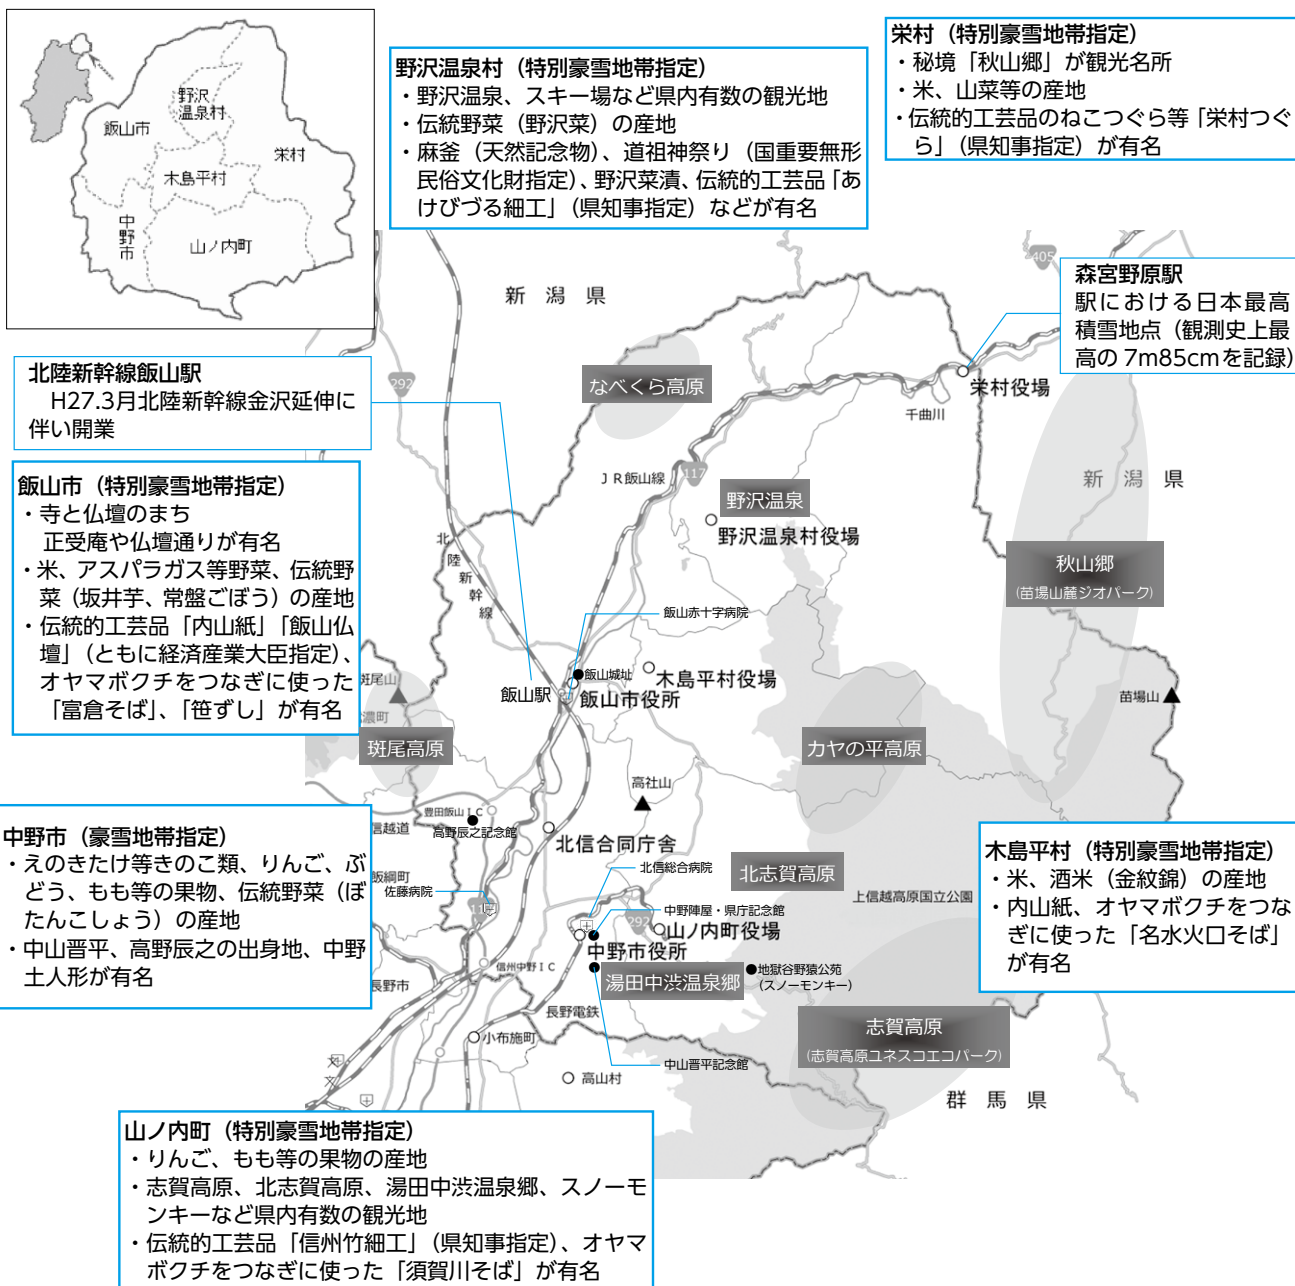 野沢
温泉村
飯山市
栄村
木島平村
中野市
山ノ内町
野沢温泉村（特別豪雪地帯指定）
・野沢温泉、スキー場など県内有数の観光地
・伝統野菜（野沢菜）の産地
・麻釜（天然記念物）、道祖神祭り（国重要無形
民俗文化財指定）、野沢菜漬、伝統的工芸品「あ
けびづる細工」（県知事指定）などが有名
栄村（特別豪雪地帯指定）
・秘境「秋山郷」が観光名所
・米、山菜等の産地
・伝統的工芸品のねこつぐら等「栄村つぐ
ら」（県知事指定）が有名
森宮野原駅
駅における日本最高
積雪地点（観測史上最
高の 7m85cmを記録）
北陸新幹線飯山駅
H27.3月北陸新幹線金沢延伸に
伴い開業
飯山市（特別豪雪地帯指定）
・寺と仏壇のまち
正受庵や仏壇通りが有名
・米、アスパラガス等野菜、伝統野
菜（坂井芋、常盤ごぼう）の産地
・伝統的工芸品「内山紙」「飯山仏
壇」（ともに経済産業大臣指定）、
オヤマボクチをつなぎに使った
「富倉そば」、「笹ずし」が有名
中野市（豪雪地帯指定）
・えのきたけ等きのこ類、りんご、ぶ
どう、もも等の果物、伝統野菜（ぼ
たんこしょう）の産地
・中山晋平、高野辰之の出身地、中野
土人形が有名
木島平村（特別豪雪地帯指定）
・米、酒米（金紋錦）の産地
・内山紙、オヤマボクチをつな
ぎに使った「名水火口そば」
が有名
山ノ内町（特別豪雪地帯指定）
・りんご、もも等の果物の産地
・志賀高原、北志賀高原、湯田中渋温泉郷、スノーモ
ンキーなど県内有数の観光地
・伝統的工芸品「信州竹細工」（県知事指定）、オヤマ
ボクチをつなぎに使った「須賀川そば」が有名
新潟県
405
292
なべくら高原
栄村役場
千曲川
JR飯山線
117
野沢温泉
野沢温泉村役場
新潟県
北陸新幹線
秋山郷
(苗場山麓ジオパーク)
飯山赤十字病院
飯山城址
木島平村役場
飯山駅
飯山市役所
斑尾山
濃町
斑尾高原
カヤの平高原
苗場山
高社山
豊田飯山IC
信越道
高野辰之記念館
北信合同庁舎
飯綱町
佐藤病院
北信総合病院
北志賀高原
上信越高原国立公園
中野陣屋・県庁記念館
292
山ノ内町役場
中野市役所
信州中野IC
長野市
湯田中渋温泉郷
地獄谷野猿公苑
(スノーモンキー)
長野電鉄
小布施町
志賀高原
(志賀高原ユネスコエコパーク)
中山晋平記念館
高山村
群馬県